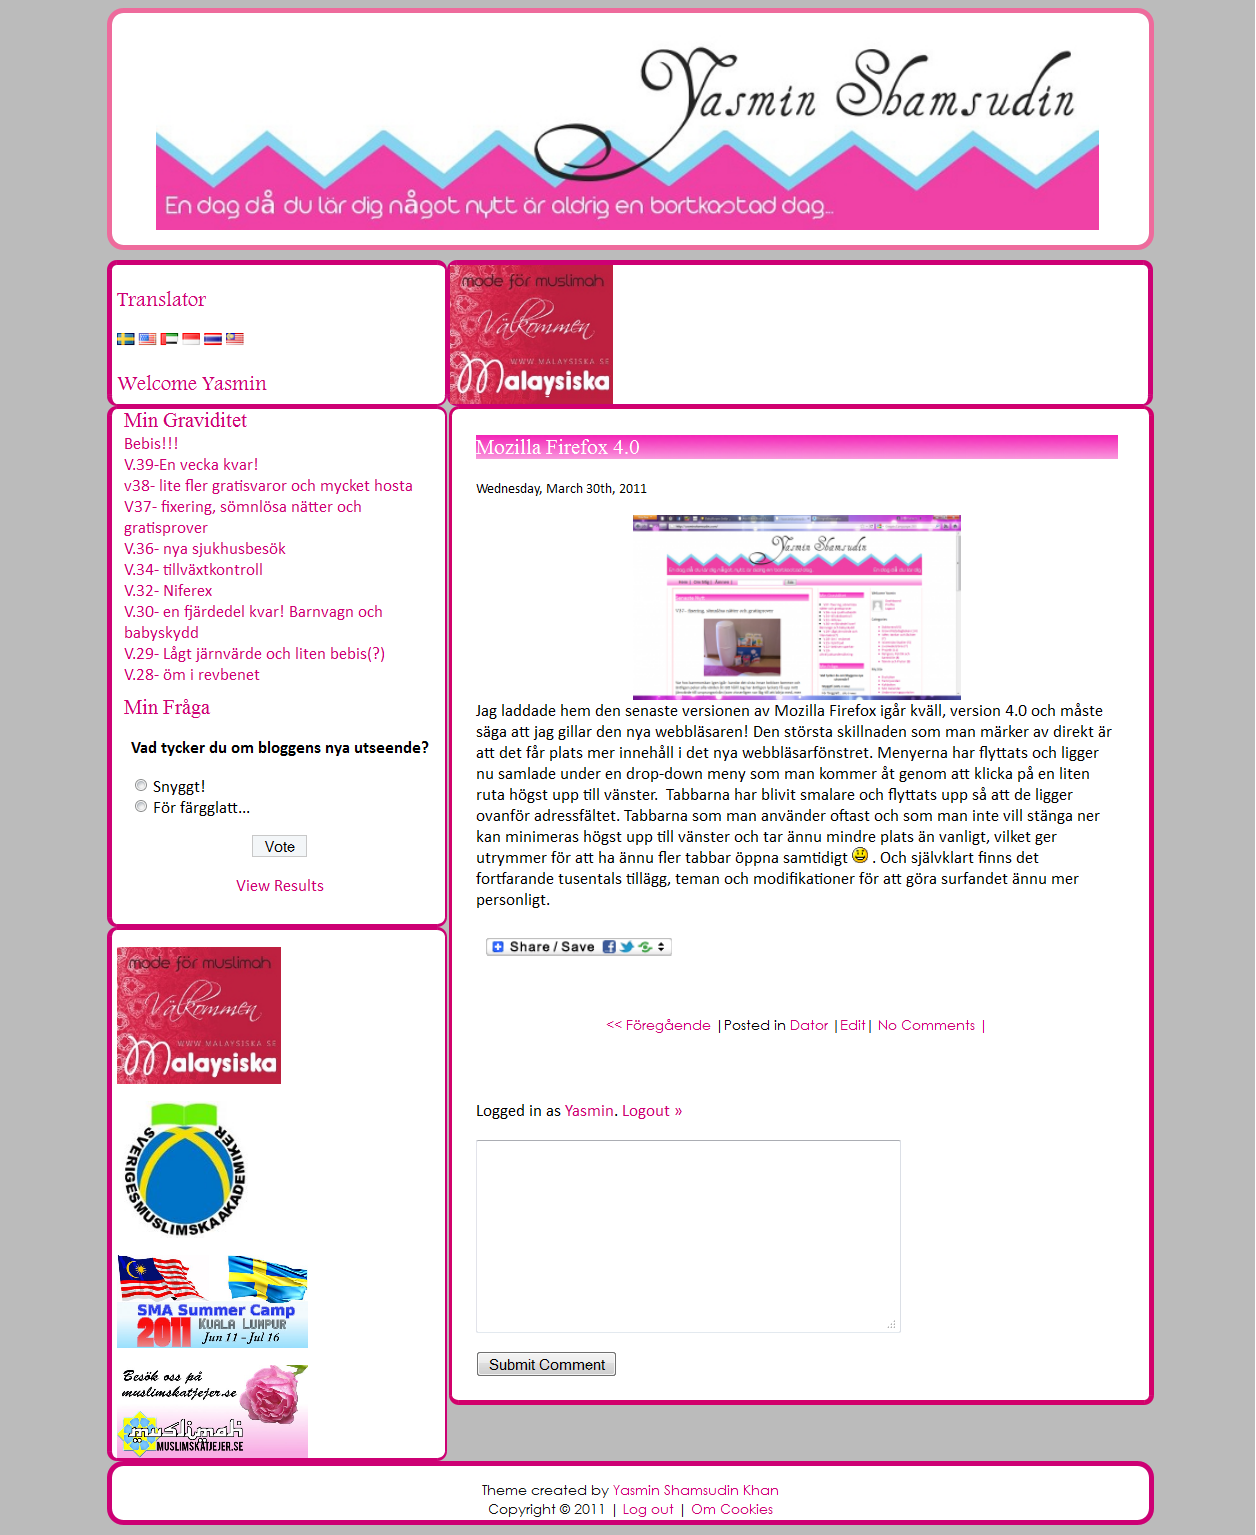 Yasmin Shamsudin
En dag då du lär dig något nytt är aldrig en bortkastad dag...
Translator
Welcome Yasmin
mode för muslimah
Välkommen
WWW.MALAYSISKA.SE
Malaysiska
Min Graviditet
Bebis!!!
V.39-En vecka kvar!
v38- lite fler gratisvaror och mycket hosta
V37- fixering, sömnlösa nätter och
gratisprover
V.36- nya sjukhusbesök
V.34- tillväxtkontroll
V.32- Niferex
V.30- en fjärdedel kvar! Barnvagn och
babyskydd
V.29- Lågt järnvärde och liten bebis(?)
V.28- öm i revbenet
Min Fråga
Vad tycker du om bloggens nya utseende?
Snyggt!
För färgglatt...
Vote
View Results
mode för muslimah
Välkommen
WWW.MALAYSISKA.SE
Malaysiska
SVERIGES MUSLIMSKA AKADEMIKER
SMA Summer Camp
2011 KUALA LUMPUR
Jun 11 - Jul 16
Besök oss på
muslimskatjejer.se
muslimah
MUSLIMSKATJEJER.SE
Mozilla Firefox 4.0
Wednesday, March 30th, 2011
Yasmin Shamsudin
Jag laddade hem den senaste versionen av Mozilla Firefox igår kväll, version 4.0 och måste
säga att jag gillar den nya webbläsaren! Den största skillnaden som man märker av direkt är
att det får plats mer innehåll i det nya webbläsarfönstret. Menyerna har flyttats och ligger
nu samlade under en drop-down meny som man kommer åt genom att klicka på en liten
ruta högst upp till vänster.  Tabbarna har blivit smalare och flyttats upp så att de ligger
ovanför adressfältet. Tabbarna som man använder oftast och som man inte vill stänga ner
kan minimeras högst upp till vänster och tar ännu mindre plats än vanligt, vilket ger
utrymmer för att ha ännu fler tabbar öppna samtidigt . Och självklart finns det
fortfarande tusentals tillägg, teman och modifikationer för att göra surfandet ännu mer
personligt.
Share / Save
<< Föregående |Posted in Dator |Edit| No Comments |
Logged in as Yasmin. Logout »
Submit Comment
Theme created by Yasmin Shamsudin Khan
Copyright © 2011 | Log out | Om Cookies